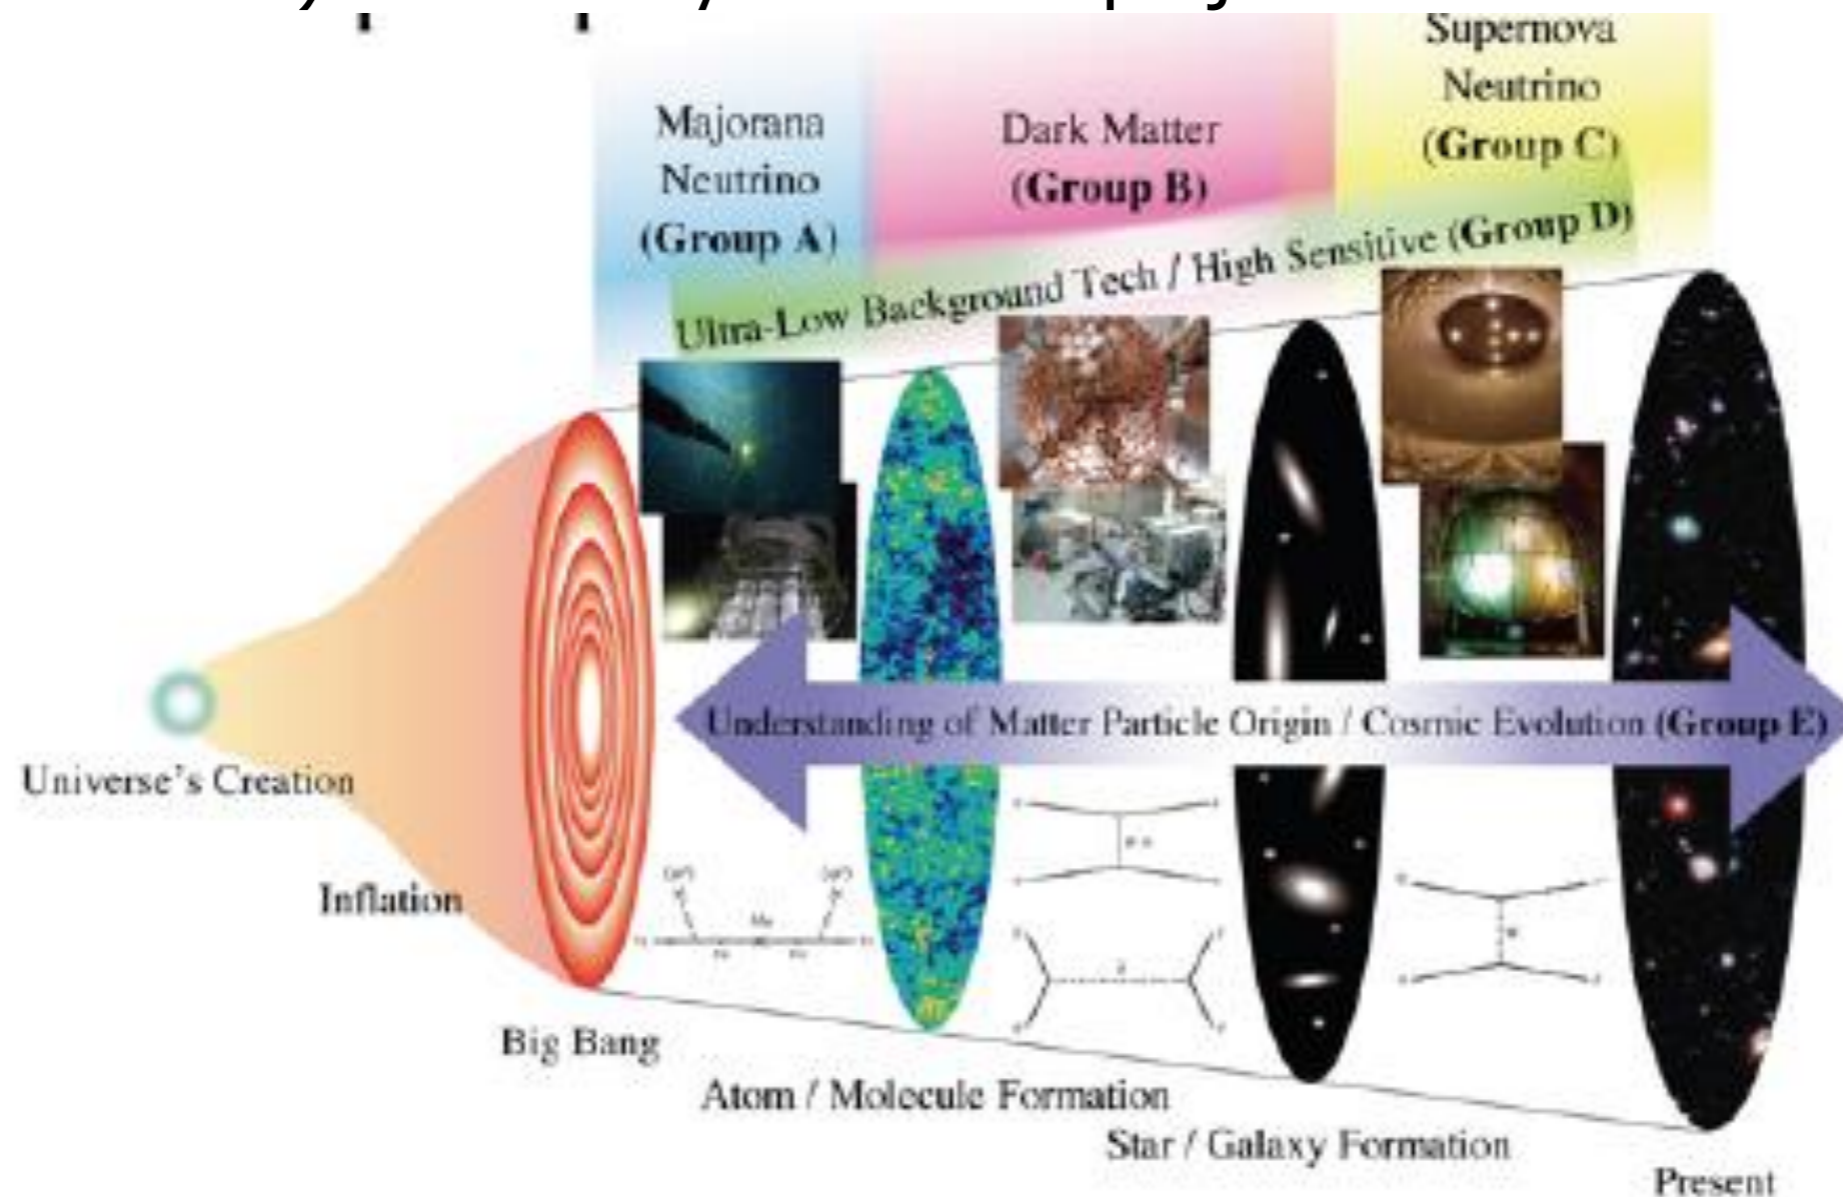 Supernova
Neutrino
(Group C)
Majorana
Neutrino
(Group A)
Dark Matter
(Group B)
Ultra-Low Background Tech / High Sensitive (Group D)
Understanding of Matter Particle Origin / Cosmic Evolution (Group E)
Universe's Creation
Inflation
Big Bang
Atom / Molecule Formation
Star / Galaxy Formation
Present